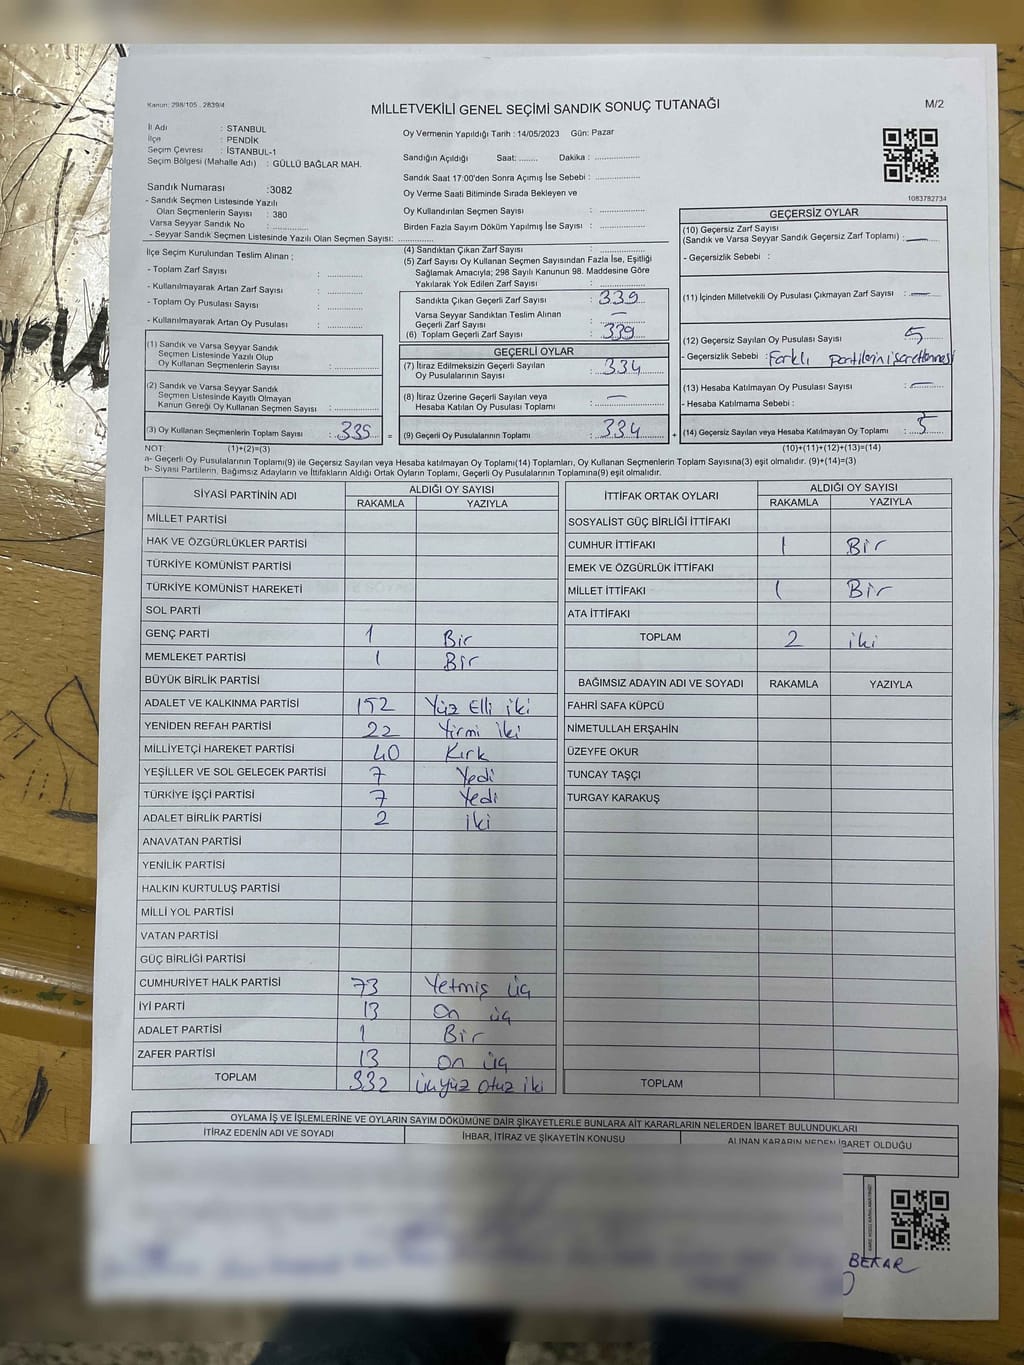 Kanun: 298/105 - 2839/4
MİLLETVEKİLİ GENEL SEÇİMİ SANDIK SONUÇ TUTANAĞI
M/2
İl Adı : STANBUL
İlçe : PENDİK
Seçim Çevresi : İSTANBUL-1
Seçim Bölgesi (Mahalle Adı) : GÜLLÜ BAĞLAR MAH.
Sandık Numarası :3082
- Sandık Seçmen Listesinde Yazılı
Olan Seçmenlerin Sayısı : 380
Varsa Seyyar Sandık No : ..................
- Seyyar Sandık Seçmen Listesinde Yazılı Olan Seçmen Sayısı: ..................
Oy Vermenin Yapıldığı Tarih : 14/05/2023 Gün: Pazar
Sandığın Açıldığı Saat: ....... Dakika : ..................
Sandık Saat 17:00'den Sonra Açımış İse Sebebi : ..................
Oy Verme Saati Bitiminde Sırada Bekleyen ve
Oy Kullandırılan Seçmen Sayısı : ..................
Birden Fazla Sayım Döküm Yapılmış İse Sayısı : ..................
1083782734
İlçe Seçim Kurulundan Teslim Alınan ;
- Toplam Zarf Sayısı : ..................
- Kullanılmayarak Artan Zarf Sayısı : ..................
- Toplam Oy Pusulası Sayısı : ..................
- Kullanılmayarak Artan Oy Pusulası : ..................
(1) Sandık ve Varsa Seyyar Sandık
Seçmen Listesinde Yazılı Olup
Oy Kullanan Seçmenlerin Sayısı : ..................
(2) Sandık ve Varsa Seyyar Sandık
Seçmen Listesinde Kayıtlı Olmayan
Kanun Gereği Oy Kullanan Seçmen Sayısı : ..................
(3) Oy Kullanan Seçmenlerin Toplam Sayısı : 339 =
(4) Sandıktan Çıkan Zarf Sayısı : ..................
(5) Zarf Sayısı Oy Kullanan Seçmen Sayısından Fazla İse, Eşitliği
Sağlamak Amacıyla; 298 Sayılı Kanunun 98. Maddesine Göre
Yakılarak Yok Edilen Zarf Sayısı : ..................
Sandıkta Çıkan Geçerli Zarf Sayısı : 339
Varsa Seyyar Sandıktan Teslim Alınan
Geçerli Zarf Sayısı : —
(6) Toplam Geçerli Zarf Sayısı : 339
GEÇERLİ OYLAR
(7) İtiraz Edilmeksizin Geçerli Sayılan
Oy Pusulalarının Sayısı : 334
(8) İtiraz Üzerine Geçerli Sayılan veya
Hesaba Katılan Oy Pusulası Toplamı : —
(9) Geçerli Oy Pusulalarının Toplamı : 334 +
GEÇERSİZ OYLAR
(10) Geçersiz Zarf Sayısı
(Sandık ve Varsa Seyyar Sandık Geçersiz Zarf Toplamı) : —
- Geçersizlik Sebebi :
(11) İçinden Milletvekili Oy Pusulası Çıkmayan Zarf Sayısı : —
(12) Geçersiz Sayılan Oy Pusulası Sayısı : 5
- Geçersizlik Sebebi : Farklı partilerin işaretlenmesi
(13) Hesaba Katılmayan Oy Pusulası Sayısı : —
- Hesaba Katılmama Sebebi :
(14) Geçersiz Sayılan veya Hesaba Katılmayan Oy Toplamı : 5
NOT: (1)+(2)=(3) (10)+(11)+(12)+(13)=(14)
a- Geçerli Oy Pusulalarının Toplamı(9) ile Geçersiz Sayılan veya Hesaba katılmayan Oy Toplamı(14) Toplamları, Oy Kullanan Seçmenlerin Toplam Sayısına(3) eşit olmalıdır. (9)+(14)=(3)
b- Siyasi Partilerin, Bağımsız Adayların ve İttifakların Aldığı Ortak Oyların Toplamı, Geçerli Oy Pusulalarının Toplamına(9) eşit olmalıdır.
SİYASİ PARTİNİN ADI ALDIĞI OY SAYISI
RAKAMLA YAZIYLA
MİLLET PARTİSİ
HAK VE ÖZGÜRLÜKLER PARTİSİ
TÜRKİYE KOMÜNİST PARTİSİ
TÜRKİYE KOMÜNİST HAREKETİ
SOL PARTİ
GENÇ PARTİ 1 Bir
MEMLEKET PARTİSİ 1 Bir
BÜYÜK BİRLİK PARTİSİ
ADALET VE KALKINMA PARTİSİ 152 Yüz Elli iki
YENİDEN REFAH PARTİSİ 22 Yirmi iki
MİLLİYETÇİ HAREKET PARTİSİ 40 Kırk
YEŞİLLER VE SOL GELECEK PARTİSİ 7 Yedi
TÜRKİYE İŞÇİ PARTİSİ 7 Yedi
ADALET BİRLİK PARTİSİ 2 iki
ANAVATAN PARTİSİ
YENİLİK PARTİSİ
HALKIN KURTULUŞ PARTİSİ
MİLLİ YOL PARTİSİ
VATAN PARTİSİ
GÜÇ BİRLİĞİ PARTİSİ
CUMHURİYET HALK PARTİSİ 73 Yetmiş üç
İYİ PARTİ 13 On üç
ADALET PARTİSİ 1 Bir
ZAFER PARTİSİ 13 On üç
TOPLAM 332 üçyüz otuz iki
İTTİFAK ORTAK OYLARI ALDIĞI OY SAYISI
RAKAMLA YAZIYLA
SOSYALİST GÜÇ BİRLİĞİ İTTİFAKI
CUMHUR İTTİFAKI 1 Bir
EMEK VE ÖZGÜRLÜK İTTİFAKI
MİLLET İTTİFAKI 1 Bir
ATA İTTİFAKI
TOPLAM 2 iki
BAĞIMSIZ ADAYIN ADI VE SOYADI RAKAMLA YAZIYLA
FAHRİ SAFA KÜPCÜ
NİMETULLAH ERŞAHİN
ÜZEYFE OKUR
TUNCAY TAŞÇI
TURGAY KARAKUŞ
TOPLAM
OYLAMA İŞ VE İŞLEMLERİNE VE OYLARIN SAYIM DÖKÜMÜNE DAİR ŞİKAYETLERLE BUNLARA AİT KARARLARIN NELERDEN İBARET BULUNDUKLARI
İTİRAZ EDENİN ADI VE SOYADI İHBAR, İTİRAZ VE ŞİKAYETİN KONUSU ALINAN KARARIN NEDEN İBARET OLDUĞU
BEKAR